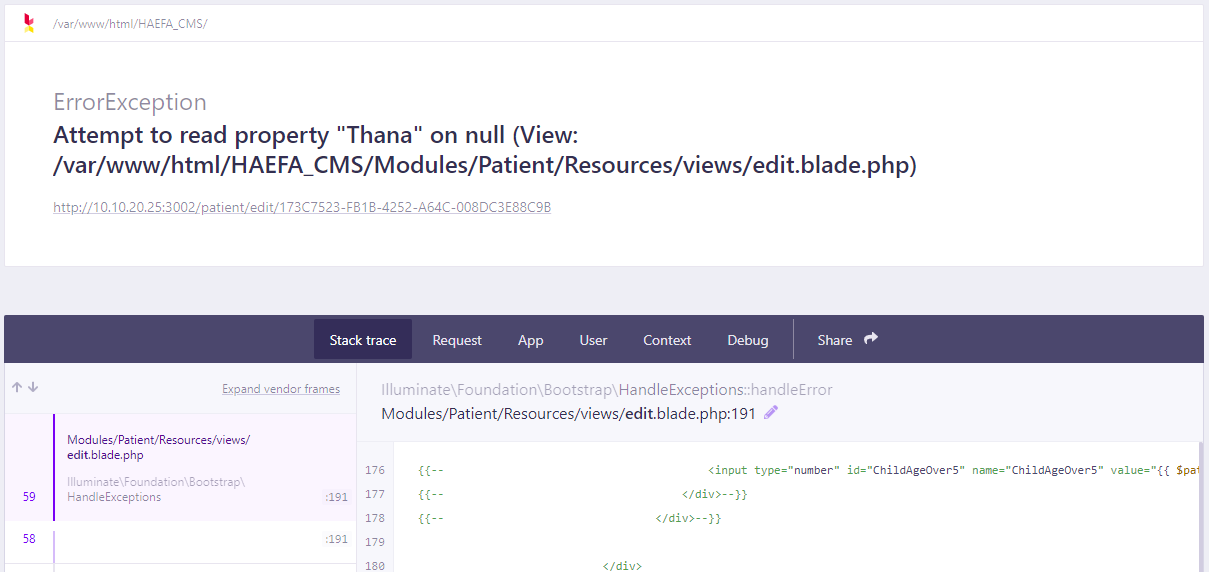 /var/www/html/HAEFA_CMS/
ErrorException
Attempt to read property "Thana" on null (View:
/var/www/html/HAEFA_CMS/Modules/Patient/Resources/views/edit.blade.php)
http://10.10.20.25:3002/patient/edit/173C7523-FB1B-4252-A64C-008DC3E88C9B
Stack trace Request App User Context Debug Share
Expand vendor frames
Modules/Patient/Resources/views/
edit.blade.php
Illuminate\Foundation\Bootstrap\
59 HandleExceptions :191
58 :191
Illuminate\Foundation\Bootstrap\HandleExceptions::handleError
Modules/Patient/Resources/views/edit.blade.php:191
176 {{-- <input type="number" id="ChildAgeOver5" name="ChildAgeOver5" value="{{ $pat
177 {{-- </div>--}}
178 {{-- </div>--}}
179
180 </div>